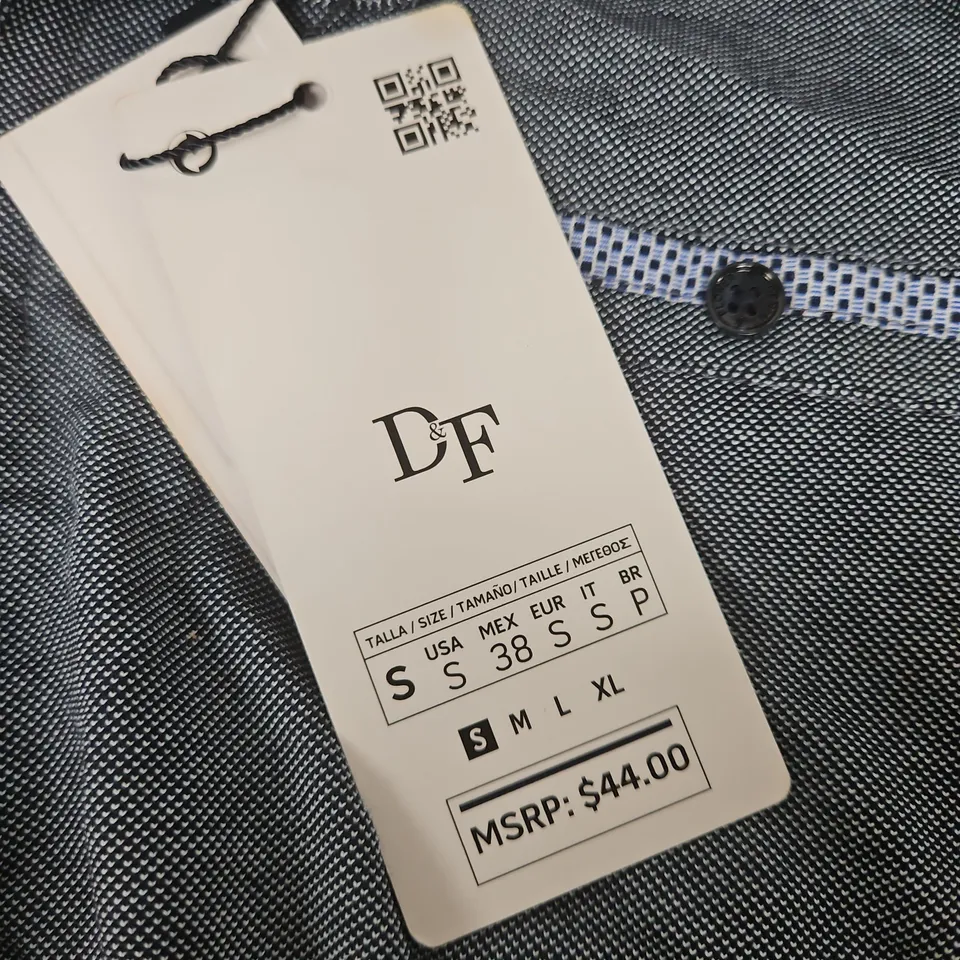 D&F
TALLA / SIZE / TAMAÑO/ TAILLE / ΜΕΓΕΘΟΣ
USA MEX EUR IT BR
S S 38 S S P
S M L XL
MSRP: $44.00